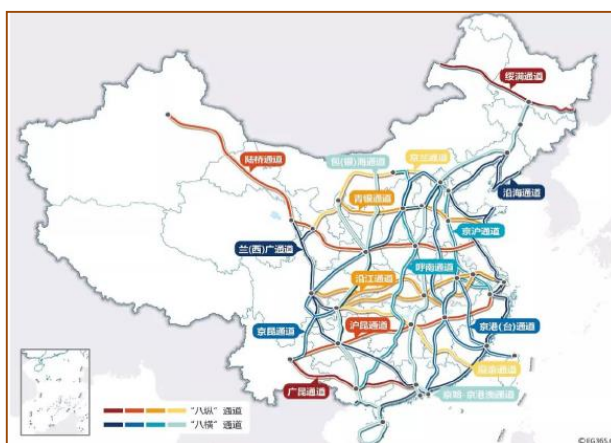 绥满通道
京兰通道
包(银)海通道
陆桥通道
青银通道
沿海通道
京沪通道
兰(西)广通道
呼南通道
沿江通道
京昆通道
沪昆通道
京港(台)通道
厦渝通道
广昆通道
京哈-京港澳通道
“八纵”通道
“八横”通道